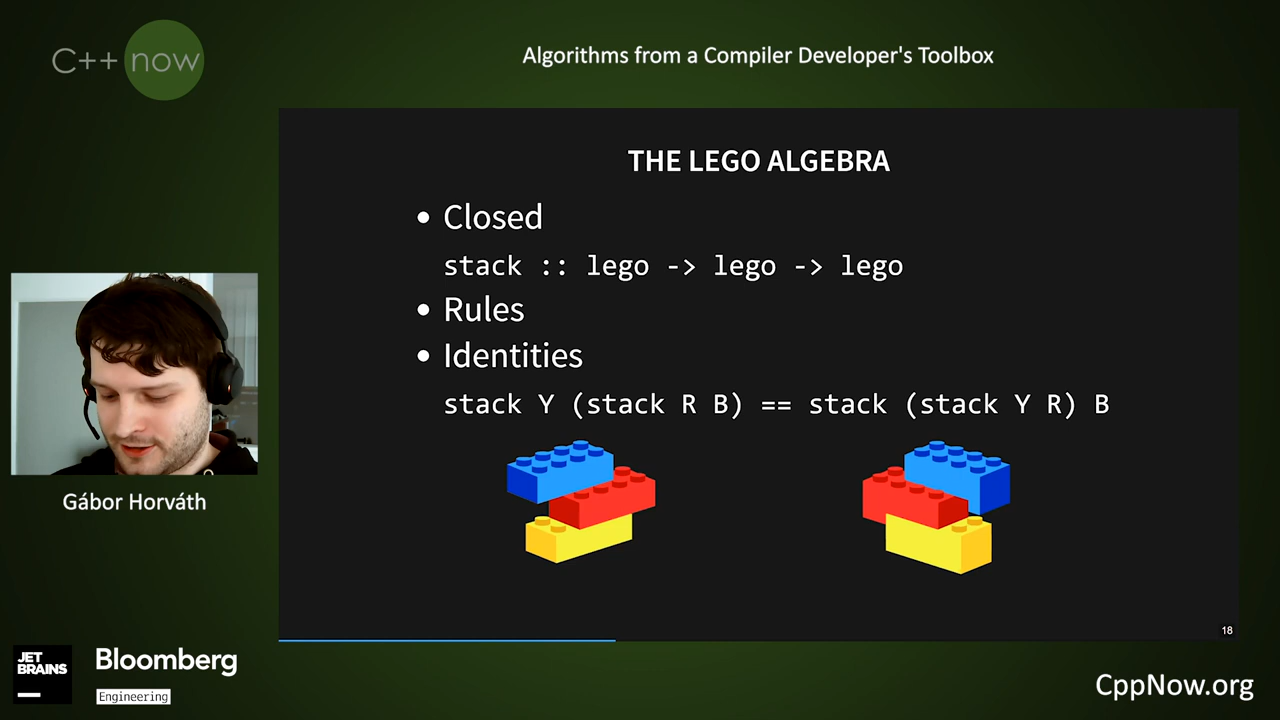 C++ now
Algorithms from a Compiler Developer's Toolbox
THE LEGO ALGEBRA
• Closed
stack :: lego -> lego -> lego
• Rules
• Identities
stack Y (stack R B) == stack (stack Y R) B
Gábor Horváth
18
JET
BRAINS
Bloomberg
Engineering
CppNow.org